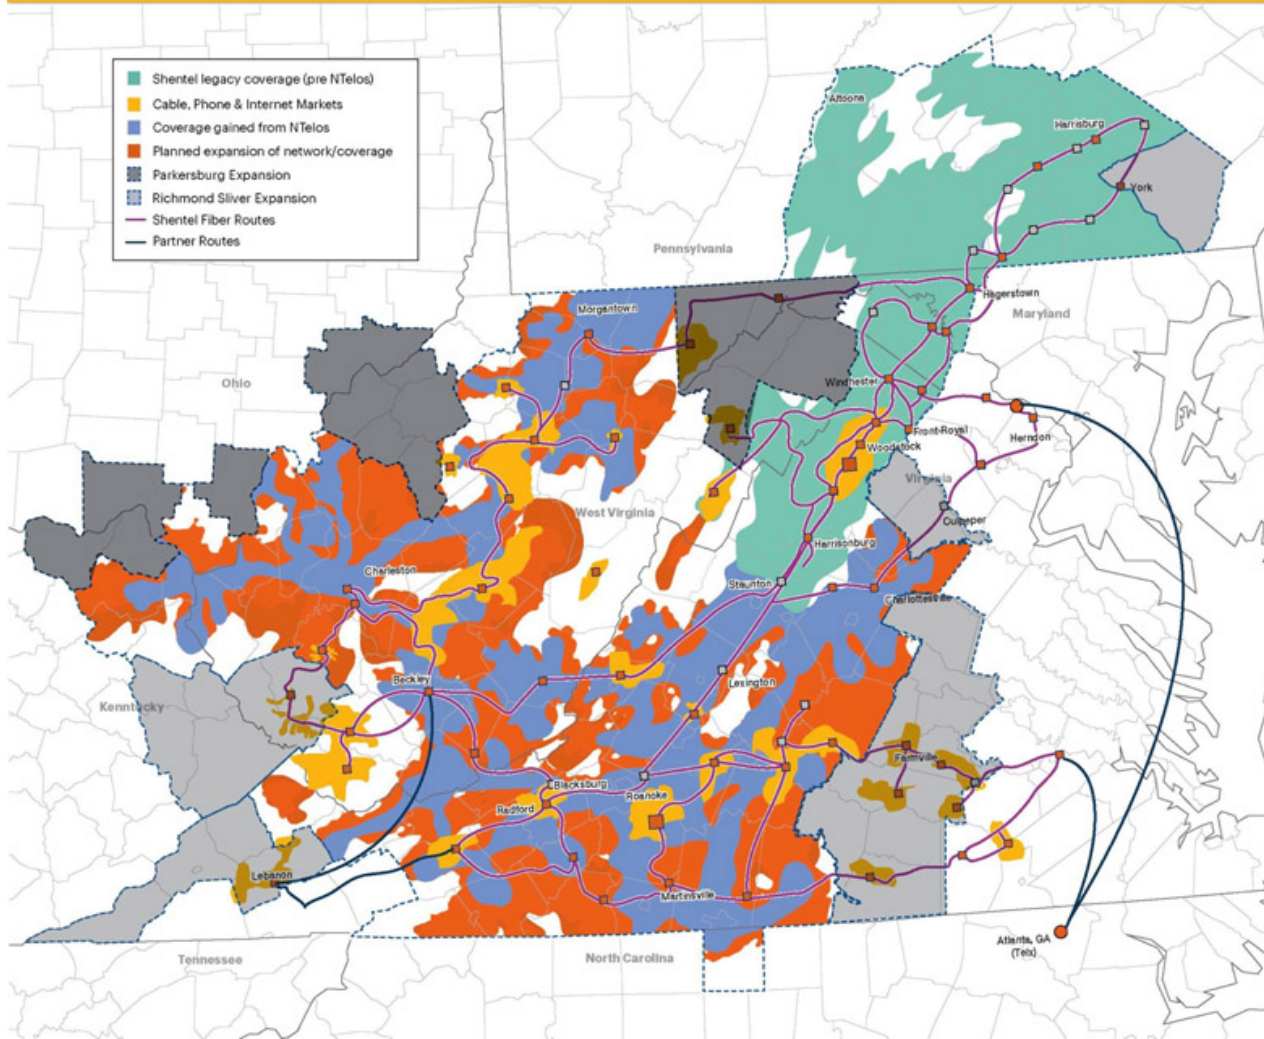 Shentel legacy coverage (pre NTelos)
Cable, Phone & Internet Markets
Coverage gained from NTelos
Planned expansion of network/coverage
Parkersburg Expansion
Richmond Sliver Expansion
Shentel Fiber Routes
Partner Routes
Altoona
Harrisburg
York
Pennsylvania
Hagerstown
Morgantown
Maryland
Ohio
Winchester
Front Royal
Herndon
Woodstock
Virginia
West Virginia
Culpeper
Harrisonburg
Charleston
Staunton
Charlottesville
Beckley
Lexington
Kenntucky
Farmville
Blacksburg
Roanoke
Radford
Lebanon
Martinsville
Atlanta, GA
(Telx)
Tennessee
North Carolina